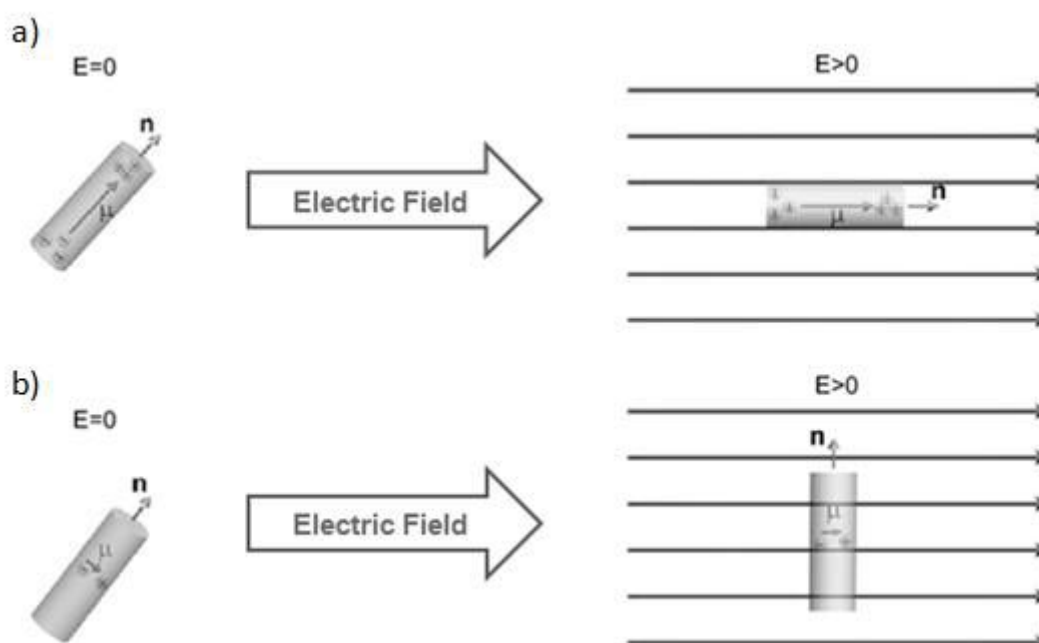 a)
E=0
n
μ
Electric Field
E>0
μ
n
b)
E=0
n
μ
Electric Field
E>0
n
μ